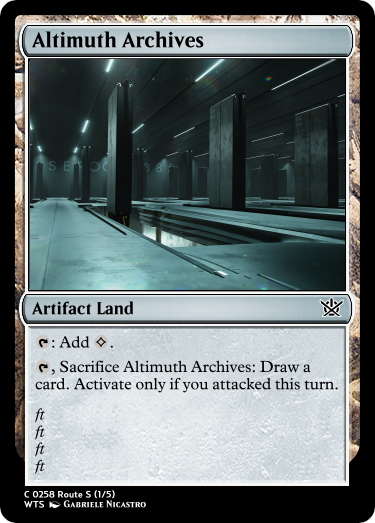 Altimuth Archives
Artifact Land
: Add .
, Sacrifice Altimuth Archives: Draw a
card. Activate only if you attacked this turn.
ft
ft
ft
ft
C 0258 Route S (1/5)
WTS Gabriele Nicastro